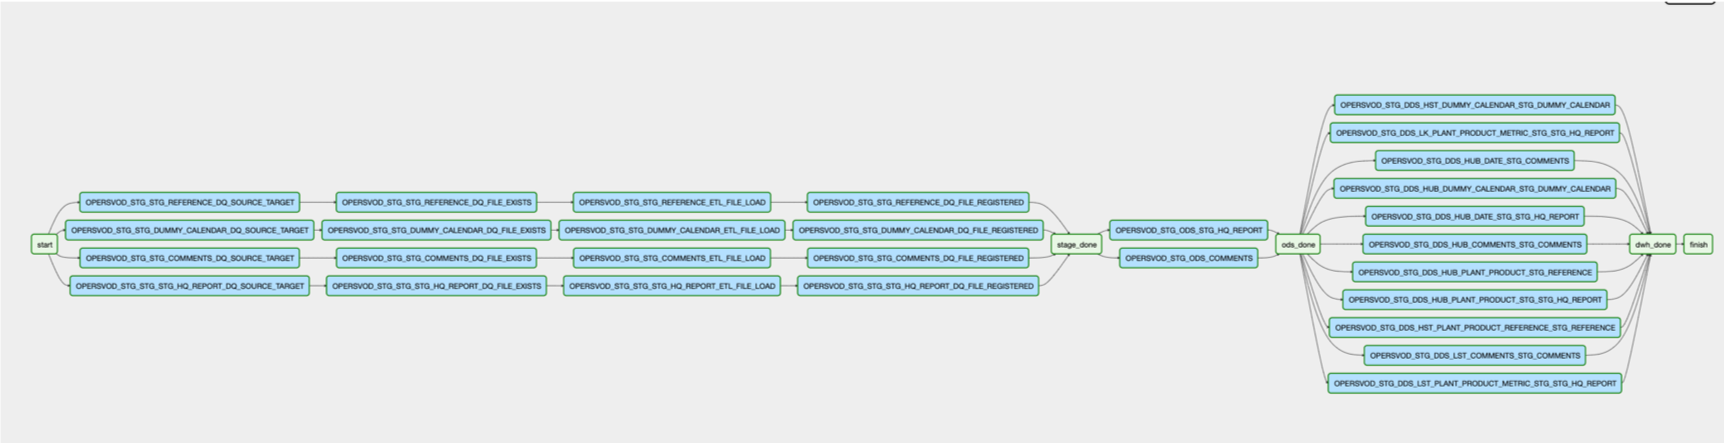 start
OPERSVOD_STG_STG_REFERENCE_DQ_SOURCE_TARGET
OPERSVOD_STG_STG_REFERENCE_DQ_FILE_EXISTS
OPERSVOD_STG_STG_REFERENCE_ETL_FILE_LOAD
OPERSVOD_STG_STG_REFERENCE_DQ_FILE_REGISTERED
OPERSVOD_STG_STG_DUMMY_CALENDAR_DQ_SOURCE_TARGET
OPERSVOD_STG_STG_DUMMY_CALENDAR_DQ_FILE_EXISTS
OPERSVOD_STG_STG_DUMMY_CALENDAR_ETL_FILE_LOAD
OPERSVOD_STG_STG_DUMMY_CALENDAR_DQ_FILE_REGISTERED
OPERSVOD_STG_STG_COMMENTS_DQ_SOURCE_TARGET
OPERSVOD_STG_STG_COMMENTS_DQ_FILE_EXISTS
OPERSVOD_STG_STG_COMMENTS_ETL_FILE_LOAD
OPERSVOD_STG_STG_COMMENTS_DQ_FILE_REGISTERED
OPERSVOD_STG_STG_STG_HQ_REPORT_DQ_SOURCE_TARGET
OPERSVOD_STG_STG_STG_HQ_REPORT_DQ_FILE_EXISTS
OPERSVOD_STG_STG_STG_HQ_REPORT_ETL_FILE_LOAD
OPERSVOD_STG_STG_STG_HQ_REPORT_DQ_FILE_REGISTERED
stage_done
OPERSVOD_STG_ODS_STG_HQ_REPORT
OPERSVOD_STG_ODS_COMMENTS
ods_done
OPERSVOD_STG_DDS_HST_DUMMY_CALENDAR_STG_DUMMY_CALENDAR
OPERSVOD_STG_DDS_LK_PLANT_PRODUCT_METRIC_STG_STG_HQ_REPORT
OPERSVOD_STG_DDS_HUB_DATE_STG_COMMENTS
OPERSVOD_STG_DDS_HUB_DUMMY_CALENDAR_STG_DUMMY_CALENDAR
OPERSVOD_STG_DDS_HUB_DATE_STG_STG_HQ_REPORT
OPERSVOD_STG_DDS_HUB_COMMENTS_STG_COMMENTS
OPERSVOD_STG_DDS_HUB_PLANT_PRODUCT_STG_REFERENCE
OPERSVOD_STG_DDS_HUB_PLANT_PRODUCT_STG_STG_HQ_REPORT
OPERSVOD_STG_DDS_HST_PLANT_PRODUCT_REFERENCE_STG_REFERENCE
OPERSVOD_STG_DDS_LST_COMMENTS_STG_COMMENTS
OPERSVOD_STG_DDS_LST_PLANT_PRODUCT_METRIC_STG_STG_HQ_REPORT
dwh_done
finish